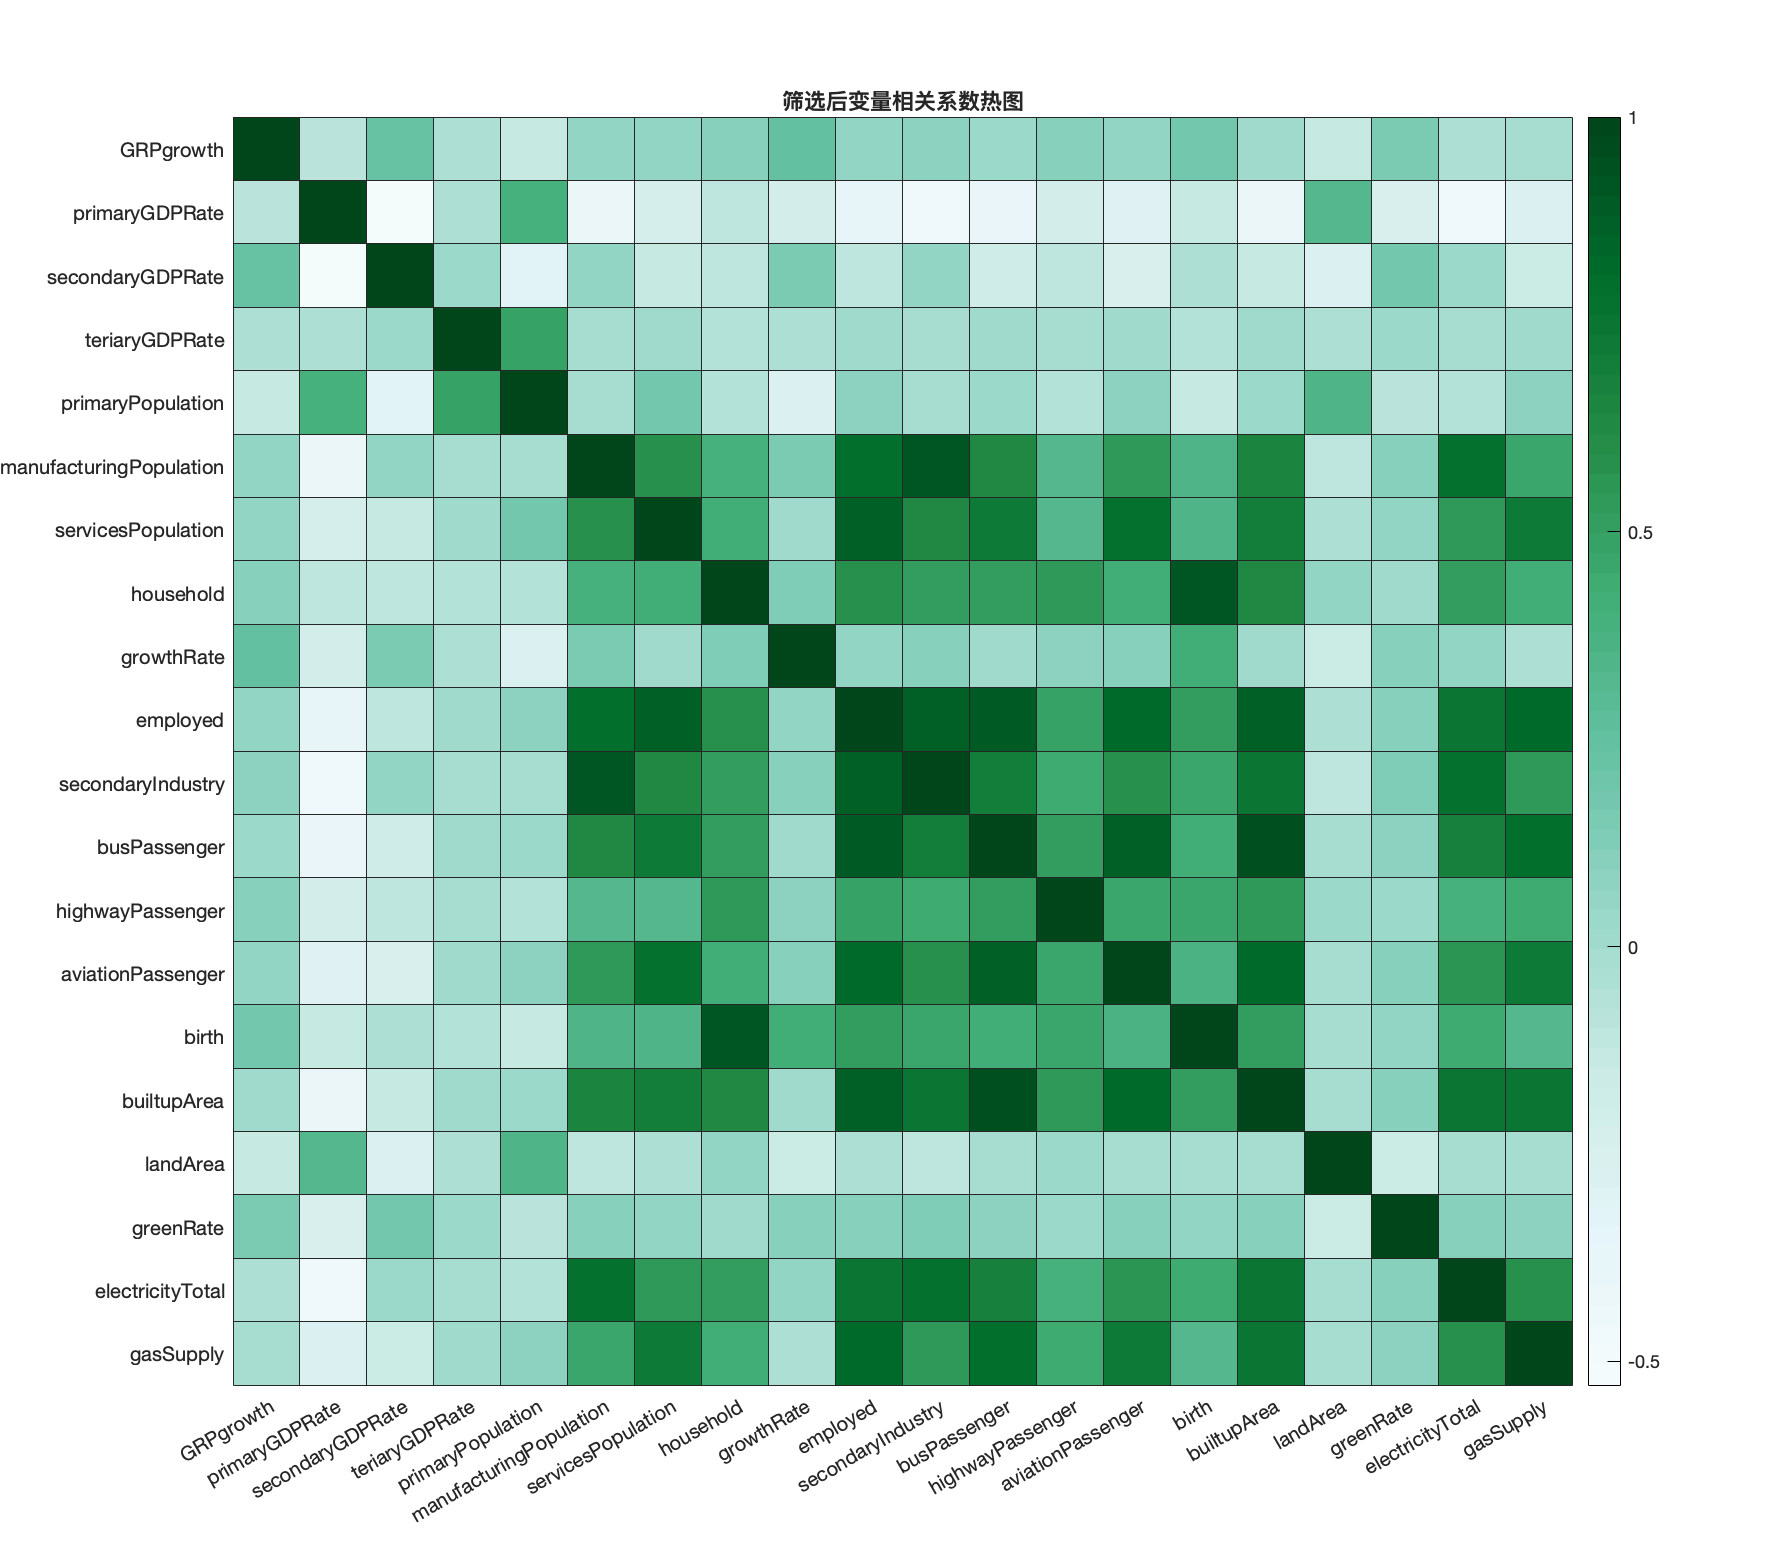 筛选后变量相关系数热图
GRPgrowth
primaryGDPRate
secondaryGDPRate
teriaryGDPRate
primaryPopulation
manufacturingPopulation
servicesPopulation
household
growthRate
employed
secondaryIndustry
busPassenger
highwayPassenger
aviationPassenger
birth
builtupArea
landArea
greenRate
electricityTotal
gasSupply
1
0.5
0
-0.5
GRPgrowth
primaryGDPRate
secondaryGDPRate
teriaryGDPRate
primaryPopulation
manufacturingPopulation
servicesPopulation
household
growthRate
employed
secondaryIndustry
busPassenger
highwayPassenger
aviationPassenger
birth
builtupArea
landArea
greenRate
electricityTotal
gasSupply